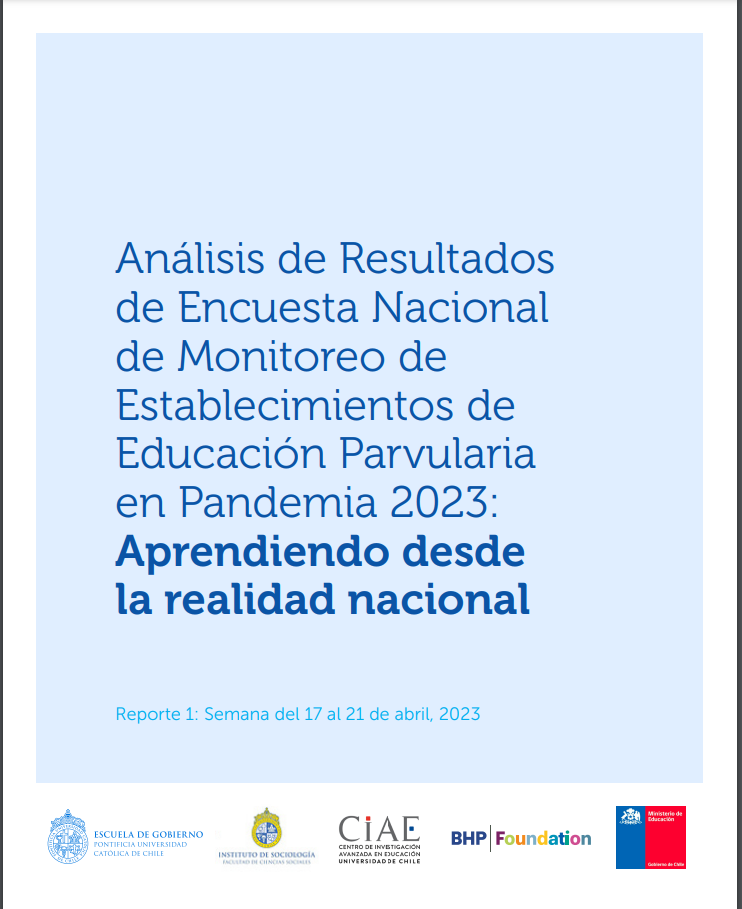 Análisis de Resultados
de Encuesta Nacional
de Monitoreo de
Establecimientos de
Educación Parvularia
en Pandemia 2023:
Aprendiendo desde
la realidad nacional
Reporte 1: Semana del 17 al 21 de abril, 2023
ESCUELA DE GOBIERNO
PONTIFICIA UNIVERSIDAD
CATÓLICA DE CHILE
INSTITUTO DE SOCIOLOGÍA
FACULTAD DE CIENCIAS SOCIALES
CiAE
CENTRO DE INVESTIGACIÓN
AVANZADA EN EDUCACIÓN
UNIVERSIDAD DE CHILE
BHP | Foundation
Ministerio de
Educación
Gobierno de Chile